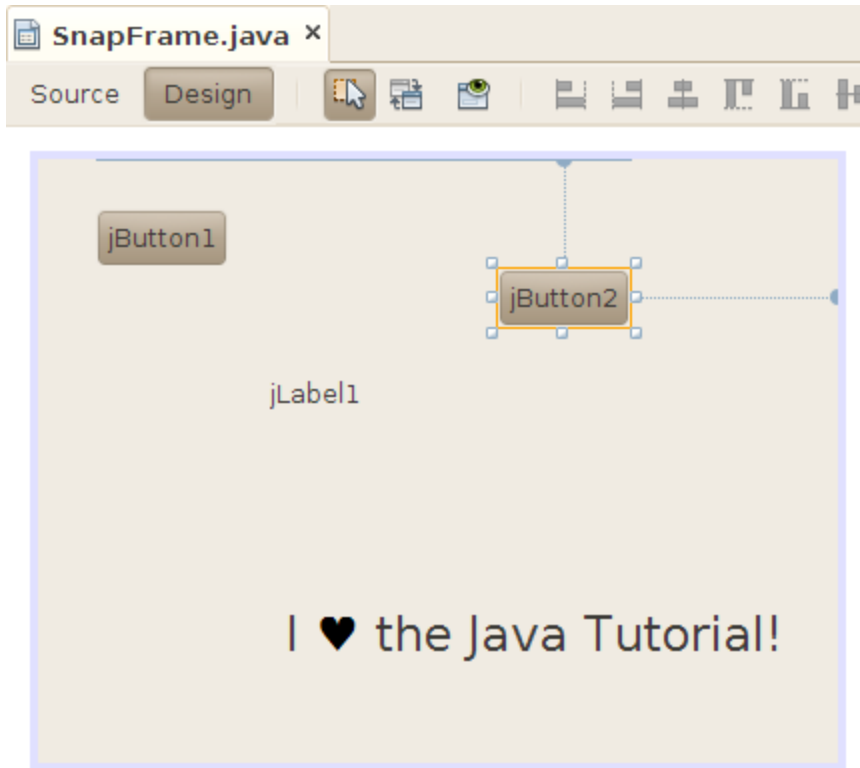 SnapFrame.java ×
Source Design
jButton1
jButton2
jLabel1
I ♥ the Java Tutorial!